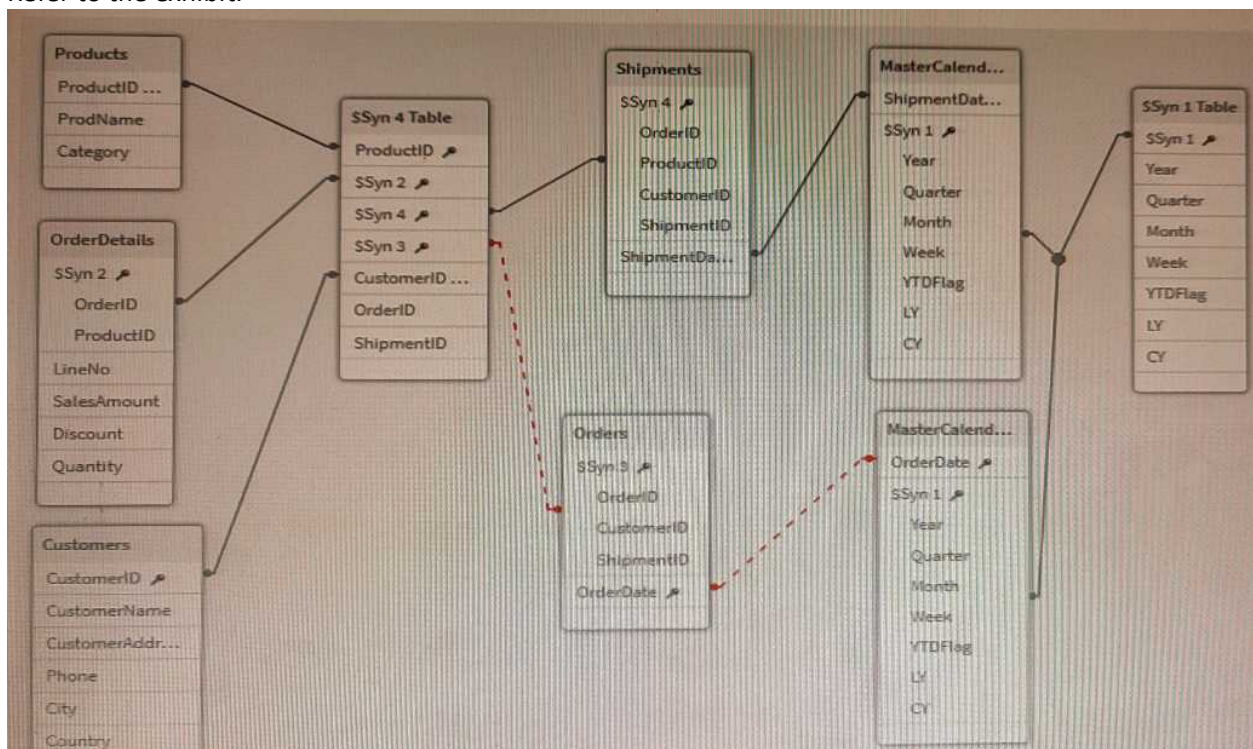 Refer to the exhibit.
Products
ProductID ...
ProdName
Category
OrderDetails
$Syn 2
OrderID
ProductID
LineNo
SalesAmount
Discount
Quantity
Customers
CustomerID
CustomerName
CustomerAddr...
Phone
City
Country
$Syn 4 Table
ProductID
$Syn 2
$Syn 4
$Syn 3
CustomerID ...
OrderID
ShipmentID
Shipments
$Syn 4
OrderID
ProductID
CustomerID
ShipmentID
ShipmentDa...
Orders
$Syn 3
OrderID
CustomerID
ShipmentID
OrderDate
MasterCalend...
ShipmentDat...
$Syn 1
Year
Quarter
Month
Week
YTDFlag
LY
CY
MasterCalend...
OrderDate
$Syn 1
Year
Quarter
Month
Week
YTDFlag
LY
CY
$Syn 1 Table
$Syn 1
Year
Quarter
Month
Week
YTDFlag
LY
CY